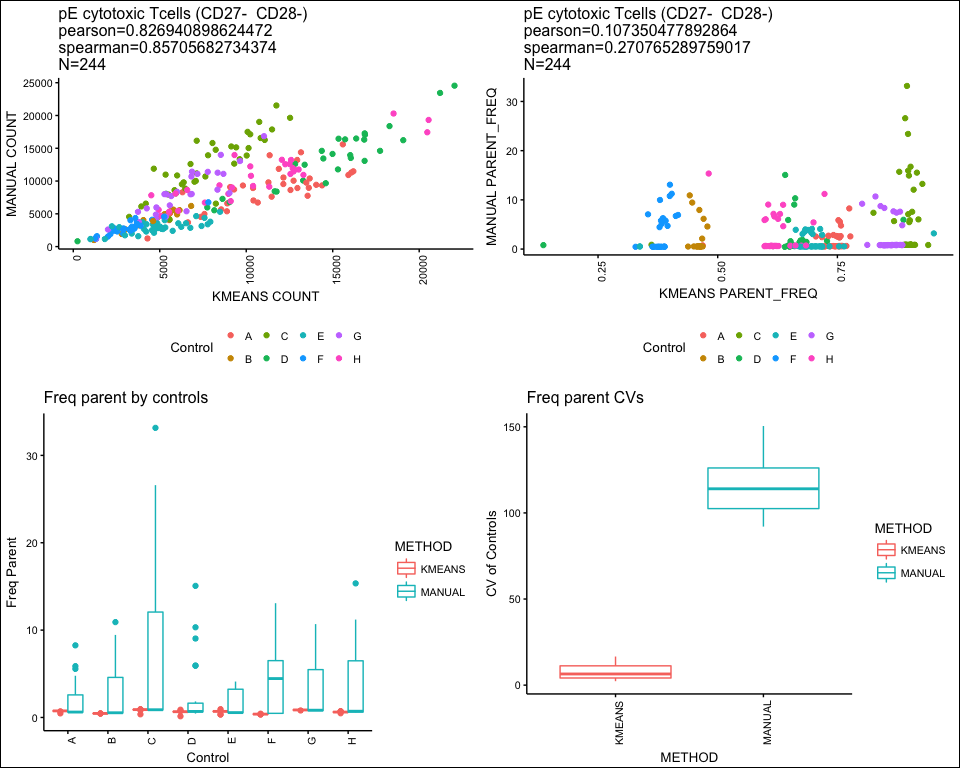 pE cytotoxic Tcells (CD27-  CD28-)
pearson=0.826940898624472
spearman=0.85705682734374
N=244
MANUAL COUNT
25000
20000
15000
10000
5000
0
0
50000
100000
150000
200000
KMEANS COUNT
Control
A
C
E
G
B
D
F
H
pE cytotoxic Tcells (CD27-  CD28-)
pearson=0.107350477892864
spearman=0.270765289759017
N=244
MANUAL PARENT_FREQ
30
20
10
0
0.25
0.50
0.75
KMEANS PARENT_FREQ
Control
A
C
E
G
B
D
F
H
Freq parent by controls
Freq Parent
30
20
10
0
A
B
C
D
E
F
G
H
Control
METHOD
KMEANS
MANUAL
Freq parent CVs
CV of Controls
150
100
50
0
KMEANS
MANUAL
METHOD
METHOD
KMEANS
MANUAL